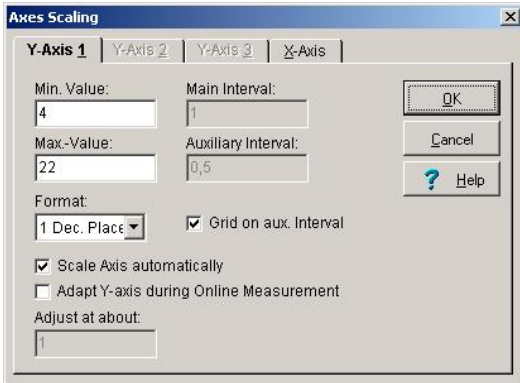 Axes Scaling
Y-Axis 1 Y-Axis 2 Y-Axis 3 X-Axis
Min. Value: Main Interval:
4 1 OK
Max.-Value: Auxiliary Interval: Cancel
22 0,5 Help
Format:
1 Dec. Place Grid on aux. Interval
Scale Axis automatically
Adapt Y-axis during Online Measurement
Adjust at about:
1